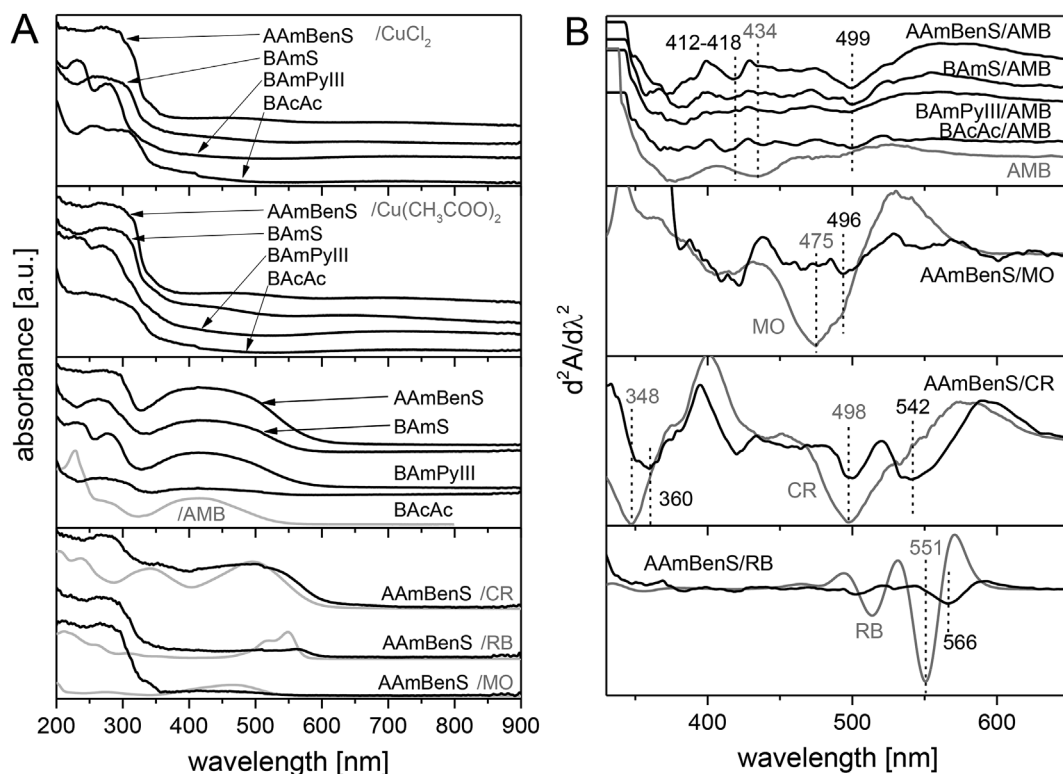 A
absorbance [a.u.]
AAmBenS /CuCl2
BAmS
BAmPyIII
BAcAc
AAmBenS /Cu(CH3COO)2
BAmS
BAmPyIII
BAcAc
AAmBenS
BAmS
BAmPyIII
/AMB
BAcAc
AAmBenS /CR
AAmBenS /RB
AAmBenS /MO
200 300 400 500 600 700 800 900
wavelength [nm]
B
d2A/dλ2
412-418 434 499
AAmBenS/AMB
BAmS/AMB
BAmPyIII/AMB
BAcAc/AMB
AMB
475 496
AAmBenS/MO
MO
AAmBenS/CR
348 498 542
CR
360
AAmBenS/RB 551
RB
566
400 500 600
wavelength [nm]